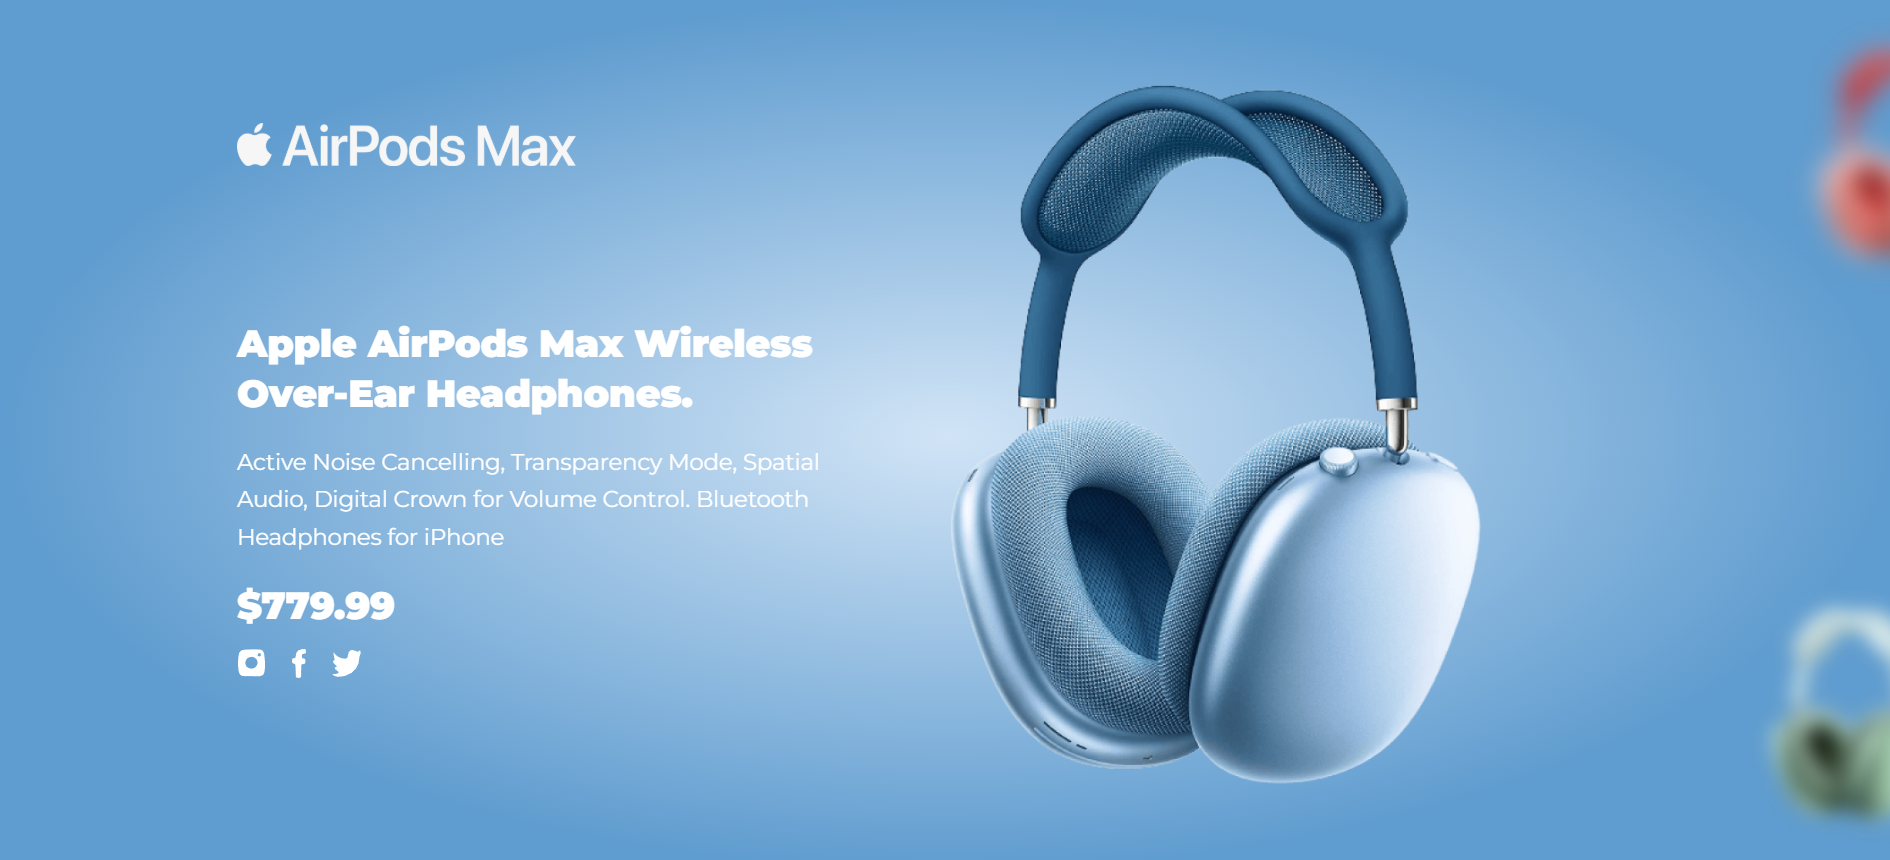 AirPods Max
Apple AirPods Max Wireless
Over-Ear Headphones.
Active Noise Cancelling, Transparency Mode, Spatial
Audio, Digital Crown for Volume Control. Bluetooth
Headphones for iPhone
$779.99